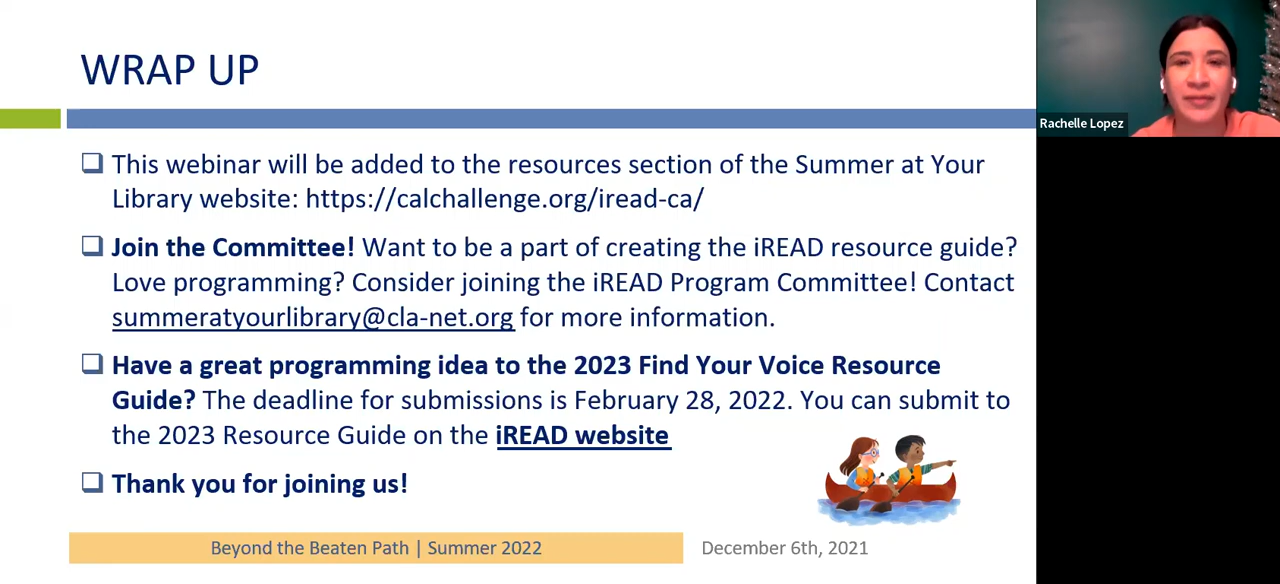 WRAP UP
Rachelle Lopez
This webinar will be added to the resources section of the Summer at Your
Library website: https://calchallenge.org/iread-ca/
Join the Committee! Want to be a part of creating the iREAD resource guide?
Love programming? Consider joining the iREAD Program Committee! Contact
summeratyourlibrary@cla-net.org for more information.
Have a great programming idea to the 2023 Find Your Voice Resource
Guide? The deadline for submissions is February 28, 2022. You can submit to
the 2023 Resource Guide on the iREAD website
Thank you for joining us!
Beyond the Beaten Path | Summer 2022
December 6th, 2021